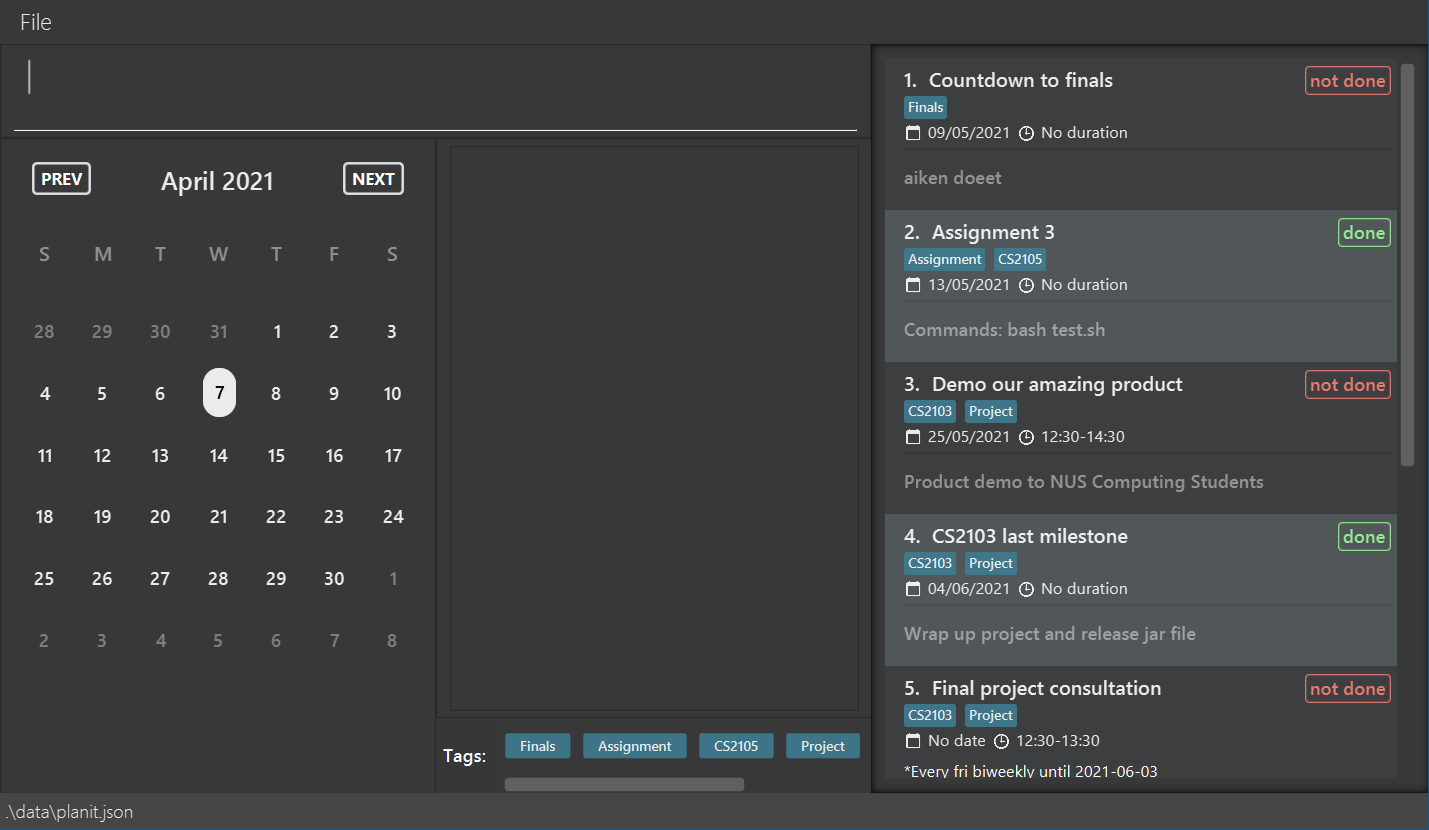 File
PREV April 2021 NEXT
S M T W T F S
28 29 30 31 1 2 3
4 5 6 7 8 9 10
11 12 13 14 15 16 17
18 19 20 21 22 23 24
25 26 27 28 29 30 1
2 3 4 5 6 7 8
Tags: Finals Assignment CS2105 Project
1. Countdown to finals not done
Finals
09/05/2021 No duration
aiken doeet
2. Assignment 3 done
Assignment CS2105
13/05/2021 No duration
Commands: bash test.sh
3. Demo our amazing product not done
CS2103 Project
25/05/2021 12:30-14:30
Product demo to NUS Computing Students
4. CS2103 last milestone done
CS2103 Project
04/06/2021 No duration
Wrap up project and release jar file
5. Final project consultation not done
CS2103 Project
No date 12:30-13:30
*Every fri biweekly until 2021-06-03
.\data\planit.json